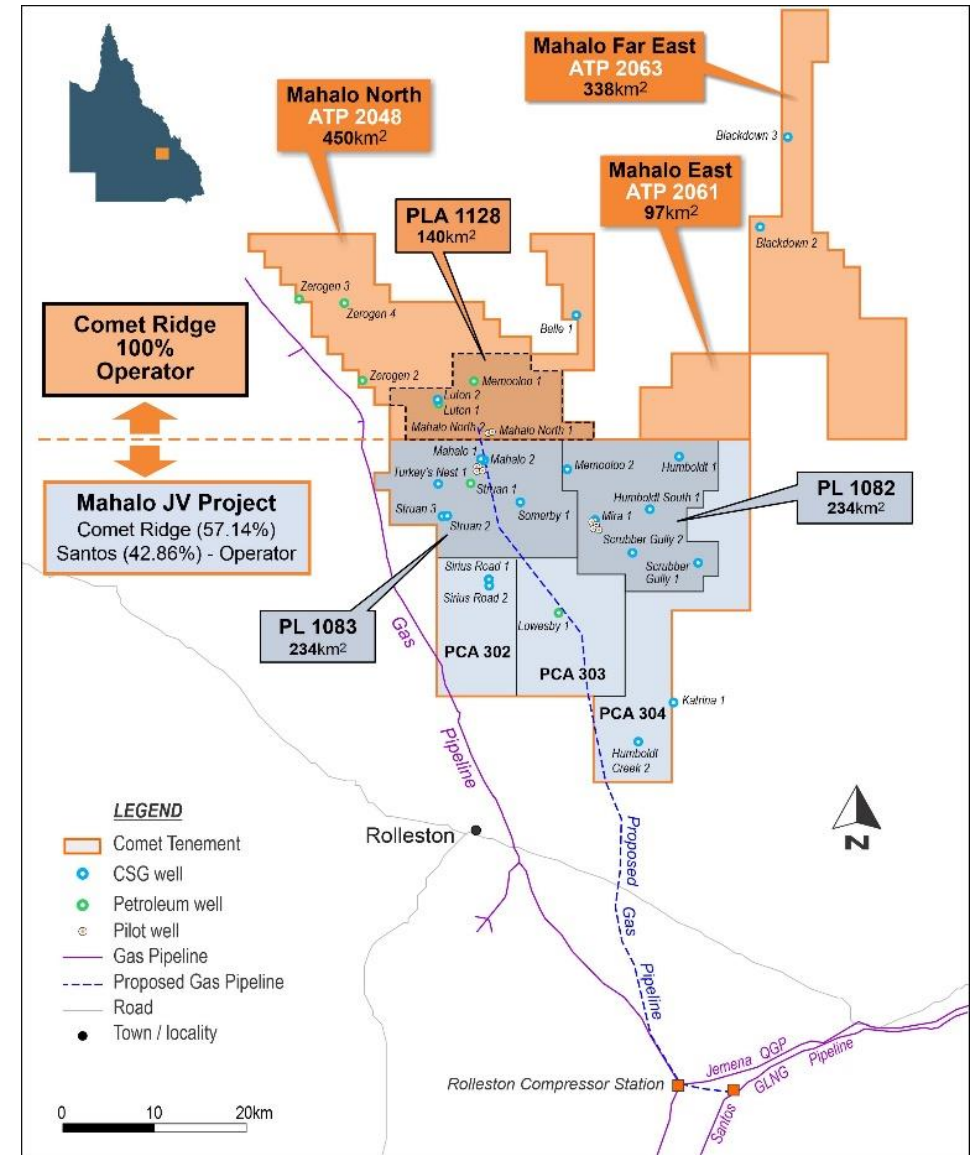 Mahalo Far East
ATP 2063
338km²
Mahalo North
ATP 2048
450km²
Blackdown 3
Mahalo East
ATP 2061
97km²
PLA 1128
140km²
Blackdown 2
Zerogen 3
Zerogen 4
Belle 1
Comet Ridge
100%
Operator
Zerogen 2
Memooloo 1
Luton 2
Luton 1
Mahalo North 2
Mahalo North 1
Mahalo JV Project
Comet Ridge (57.14%)
Santos (42.86%) - Operator
Mahalo 1
Mahalo 2
Memooloo 2
Humboldt 1
Turkey's Nest 1
Struan 1
Humboldt South 1
PL 1082
234km²
Struan 3
Struan 2
Somerby 1
Mira 1
Scrubber Gully 2
Scrubber
Gully 1
Sirius Road 1
Sirius Road 2
PL 1083
234km²
Lowesby 1
Gas
PCA 302
PCA 303
PCA 304
Katrina 1
Pipeline
Humboldt
Creek 2
N
LEGEND
Comet Tenement
CSG well
Petroleum well
Pilot well
Gas Pipeline
Proposed Gas Pipeline
Road
Town / locality
Rolleston
Proposed Gas Pipeline
Jemena QGP
Santos GLNG Pipeline
Rolleston Compressor Station
0 10 20km